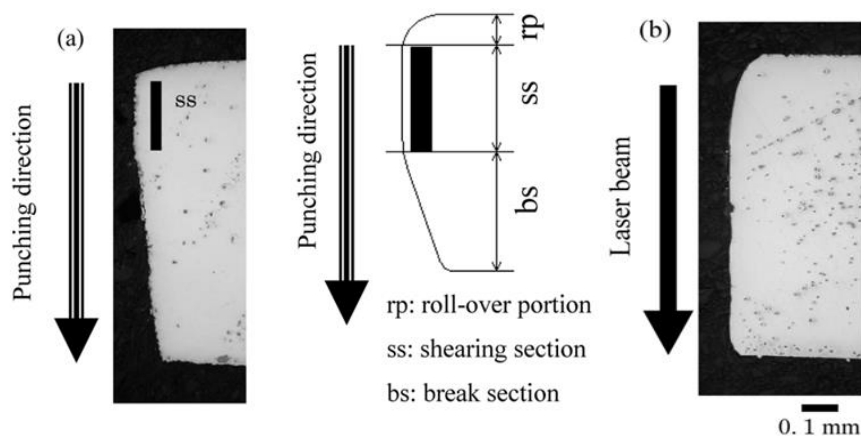 (a)
Punching direction
ss
Punching direction
rp
ss
bs
rp: roll-over portion
ss: shearing section
bs: break section
(b)
Laser beam
0. 1 mm